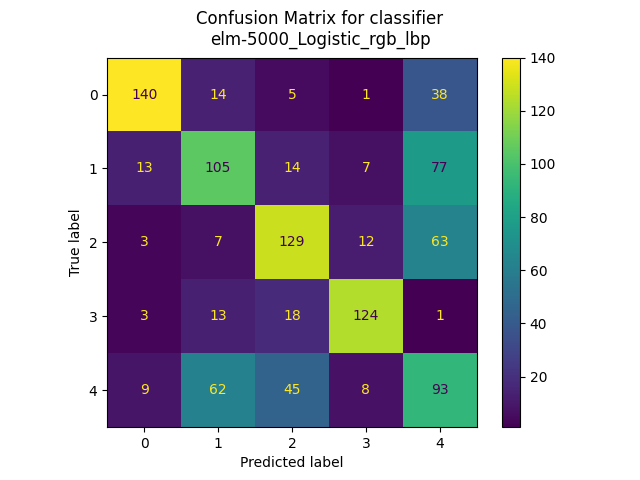 Confusion Matrix for classifier
elm-5000_Logistic_rgb_lbp
True label
0 140 14 5 1 38
1 13 105 14 7 77
2 3 7 129 12 63
3 3 13 18 124 1
4 9 62 45 8 93
0 1 2 3 4
Predicted label
140
120
100
80
60
40
20